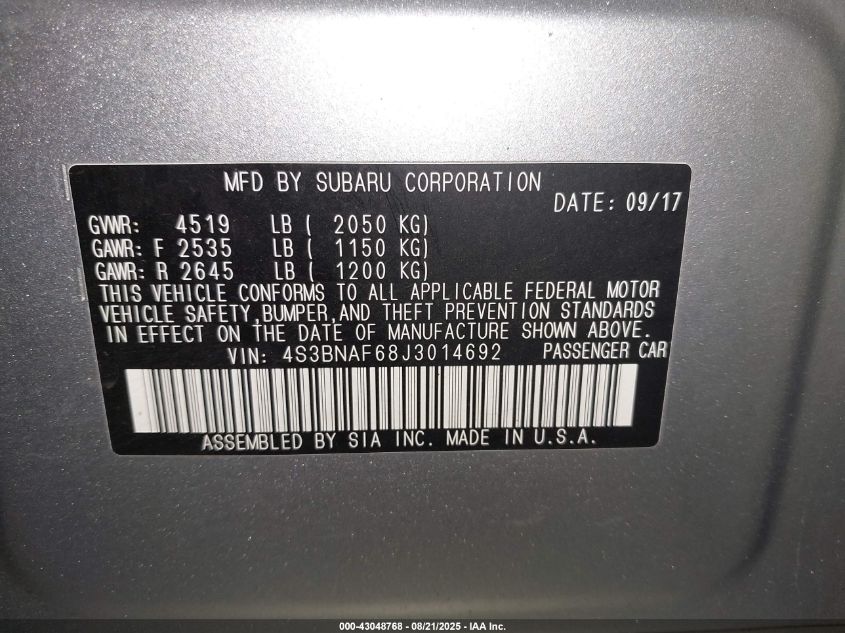 MFD BY SUBARU CORPORATION
DATE: 09/17
GVWR: 4519 LB ( 2050 KG)
GAWR: F 2535 LB ( 1150 KG)
GAWR: R 2645 LB ( 1200 KG)
THIS VEHICLE CONFORMS TO ALL APPLICABLE FEDERAL MOTOR
VEHICLE SAFETY,BUMPER,AND THEFT PREVENTION STANDARDS
IN EFFECT ON THE DATE OF MANUFACTURE SHOWN ABOVE.
VIN: 4S3BNAF68J3014692 PASSENGER CAR
ASSEMBLED BY SIA INC. MADE IN U.S.A.
000-43048768 - 08/21/2025 - IAA Inc.